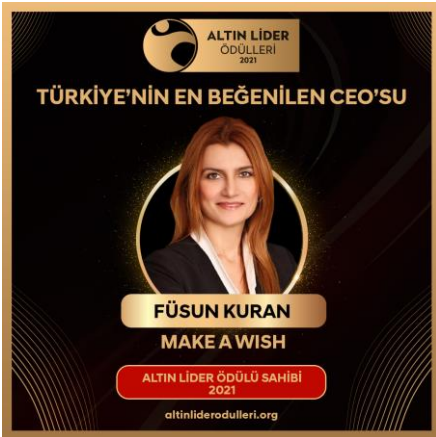 ALTIN LİDER
ÖDÜLLERİ
2021
TÜRKİYE'NİN EN BEĞENİLEN CEO'SU
FÜSUN KURAN
MAKE A WISH
ALTIN LİDER ÖDÜLÜ SAHİBİ
2021
altinliderodulleri.org